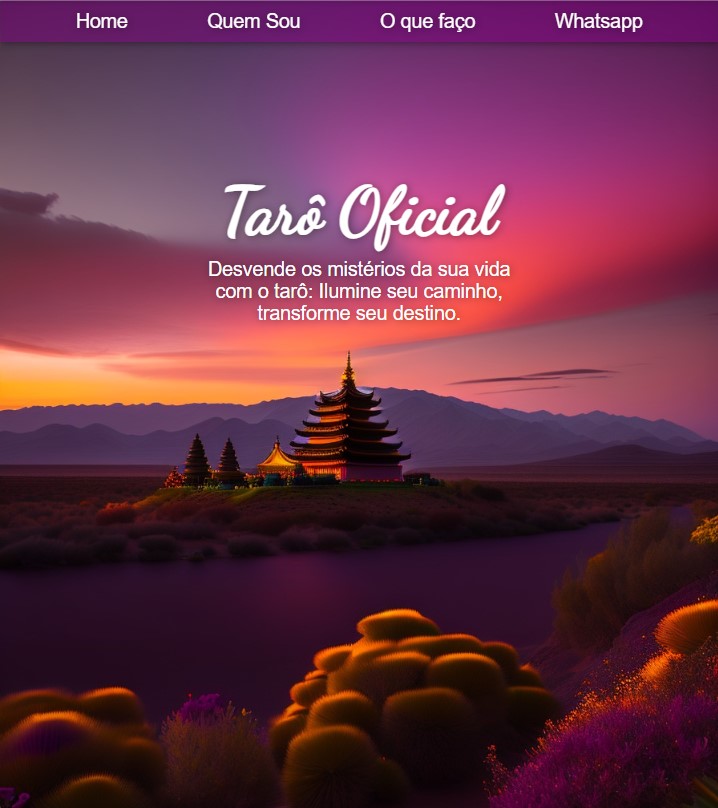 Home Quem Sou O que faço Whatsapp
Tarô Oficial
Desvende os mistérios da sua vida
com o tarô: Ilumine seu caminho,
transforme seu destino.